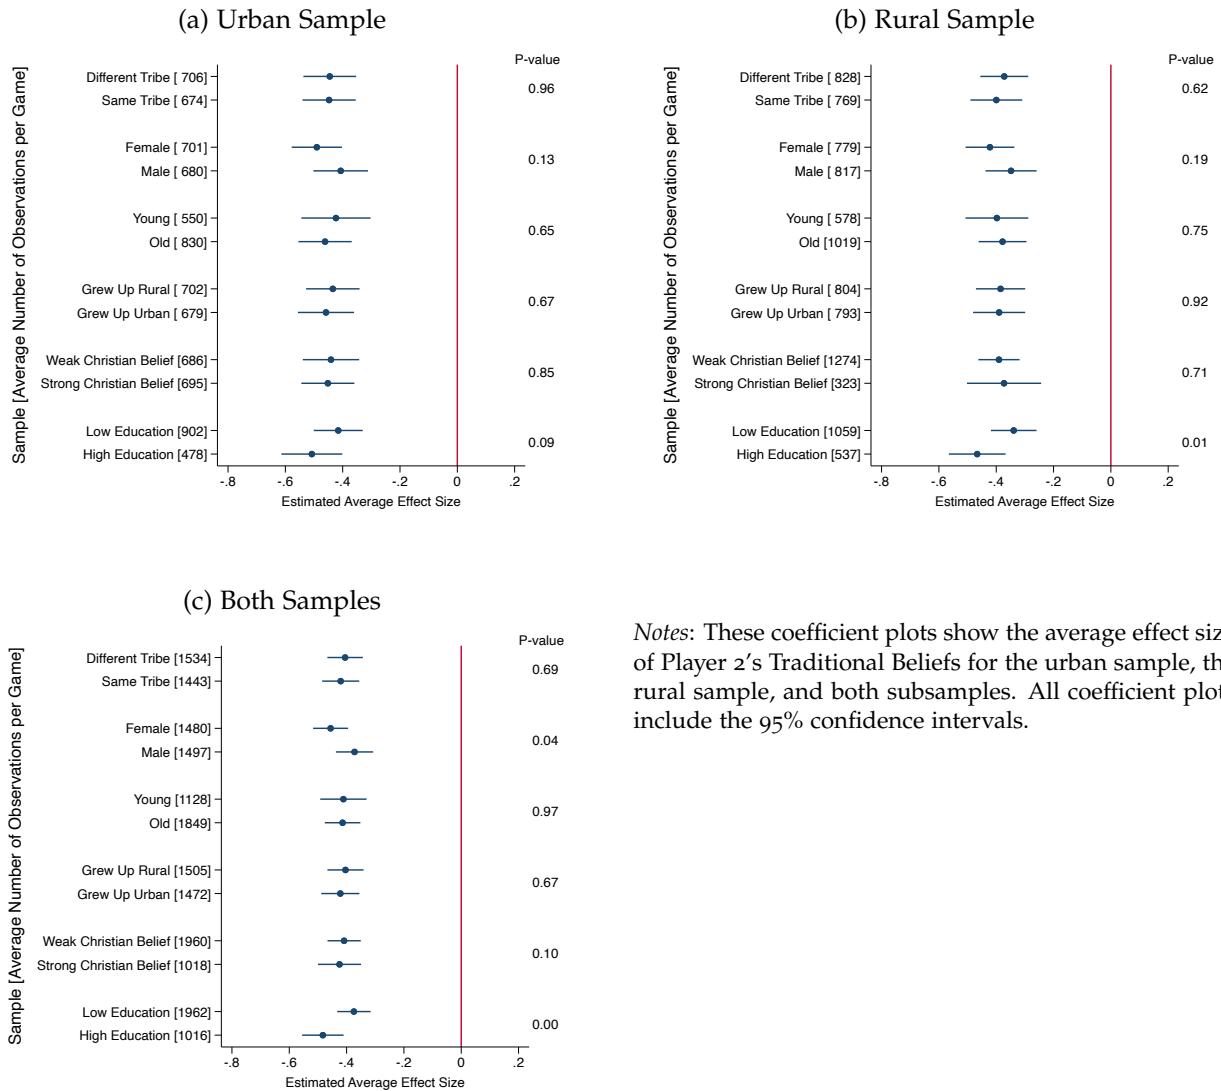 (a) Urban Sample
P-value
Sample [Average Number of Observations per Game]
Different Tribe [ 706]
0.96
Same Tribe [ 674]
Female [ 701]
0.13
Male [ 680]
Young [ 550]
0.65
Old [ 830]
Grew Up Rural [ 702]
0.67
Grew Up Urban [ 679]
Weak Christian Belief [686]
0.85
Strong Christian Belief [695]
Low Education [902]
0.09
High Education [478]
-.8 -.6 -.4 -.2 0 .2
Estimated Average Effect Size
(b) Rural Sample
P-value
Sample [Average Number of Observations per Game]
Different Tribe [ 828]
0.62
Same Tribe [ 769]
Female [ 779]
0.19
Male [ 817]
Young [ 578]
0.75
Old [1019]
Grew Up Rural [ 804]
0.92
Grew Up Urban [ 793]
Weak Christian Belief [1274]
0.71
Strong Christian Belief [323]
Low Education [1059]
0.01
High Education [537]
-.8 -.6 -.4 -.2 0 .2
Estimated Average Effect Size
(c) Both Samples
P-value
Sample [Average Number of Observations per Game]
Different Tribe [1534]
0.69
Same Tribe [1443]
Female [1480]
0.04
Male [1497]
Young [1128]
0.97
Old [1849]
Grew Up Rural [1505]
0.67
Grew Up Urban [1472]
Weak Christian Belief [1960]
0.10
Strong Christian Belief [1018]
Low Education [1962]
0.00
High Education [1016]
-.8 -.6 -.4 -.2 0 .2
Estimated Average Effect Size
Notes: These coefficient plots show the average effect siz
of Player 2's Traditional Beliefs for the urban sample, th
rural sample, and both subsamples. All coefficient plot
include the 95% confidence intervals.